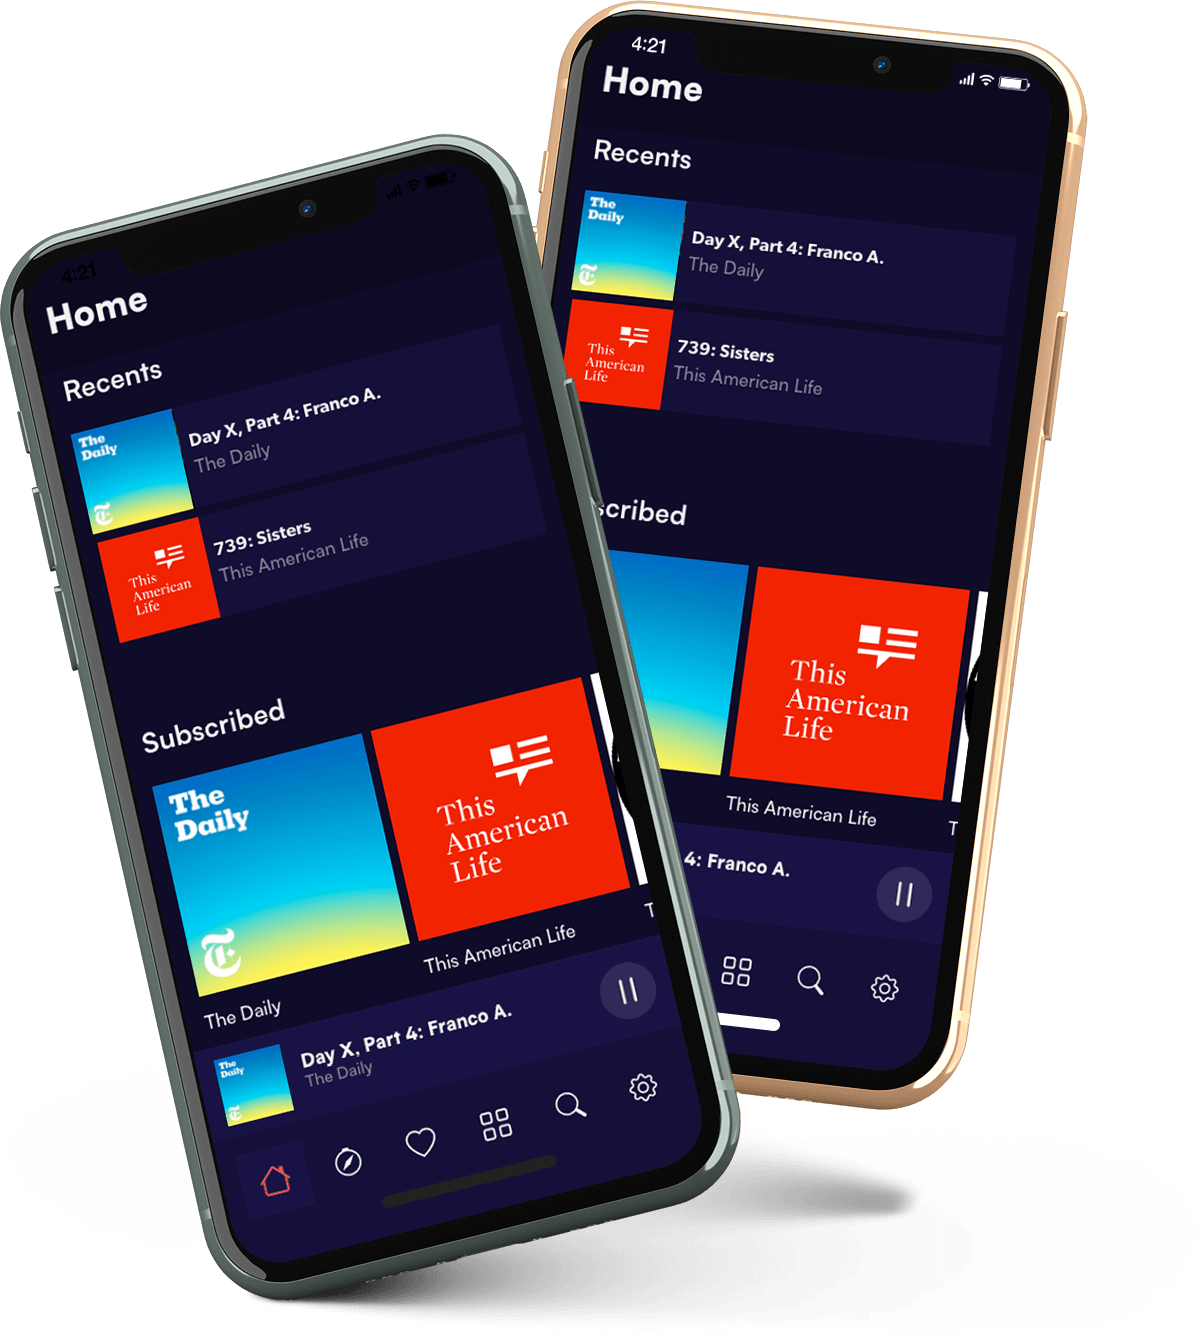 4:21
Home
Recents
The
Daily
Day X, Part 4: Franco A.
The Daily
This
American
Life
739: Sisters
This American Life
Subscribed
The
Daily
This
American
Life
The Daily
This American Life
T
The
Daily
Day X, Part 4: Franco A.
The Daily
4:21
Home
Recents
The
Daily
Day X, Part 4: Franco A.
The Daily
This
American
Life
739: Sisters
This American Life
scribed
This
American
Life
This American Life
T
4: Franco A.